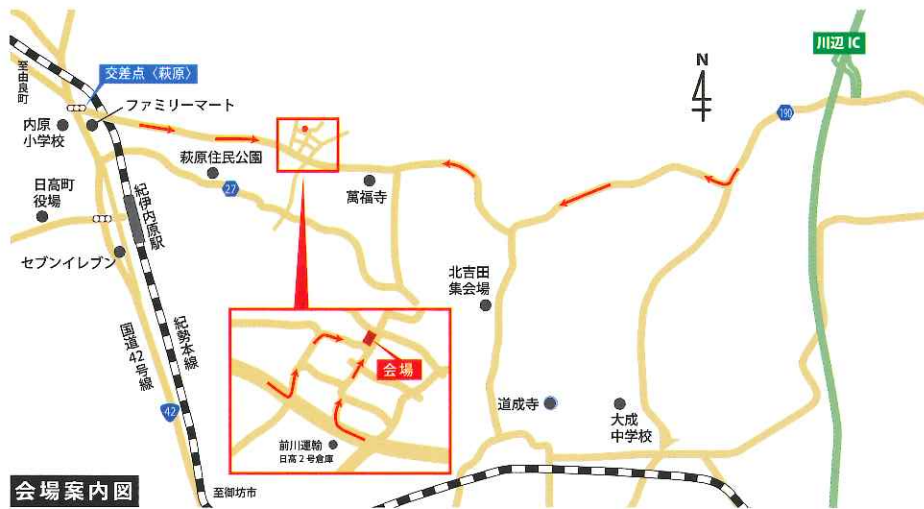 川辺IC
N
190
交差点〈萩原〉
至由良町
ファミリーマート
内原
小学校
萩原住民公園
27
萬福寺
日高町
役場
紀伊内原駅
セブンイレブン
北吉田
集会場
国道42号線
紀勢本線
42
会場
前川運輸
日高2号倉庫
道成寺
大成
中学校
会場案内図
至御坊市